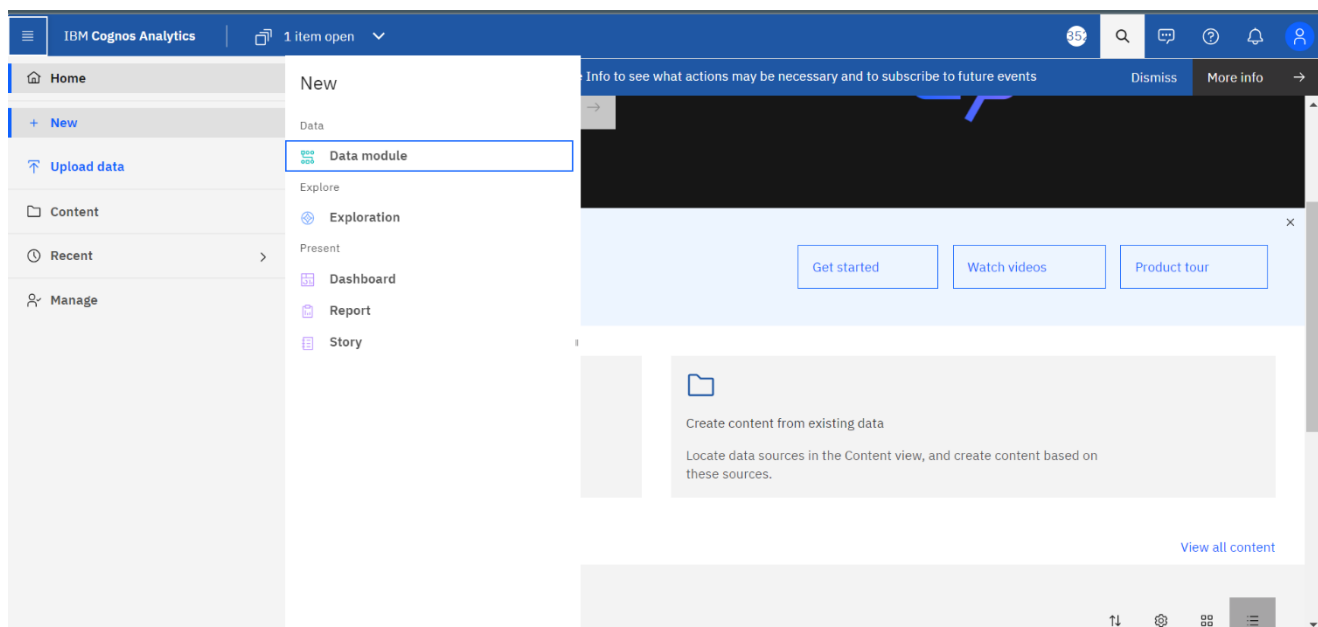 IBM Cognos Analytics
1 item open
352
Home
New
Upload data
Content
Recent
Manage
New
Data
Data module
Explore
Exploration
Present
Dashboard
Report
Story
Info to see what actions may be necessary and to subscribe to future events
Dismiss
More info
Get started
Watch videos
Product tour
Create content from existing data
Locate data sources in the Content view, and create content based on
these sources.
View all content